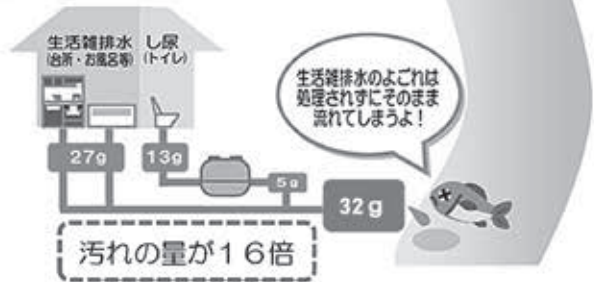 生活雑排水 し尿
(台所・お風呂等) (トイレ)
生活雑排水のよごれは
処理されずにそのまま
流れてしまうよ!
27g
13g
5g
32g
汚れの量が16倍